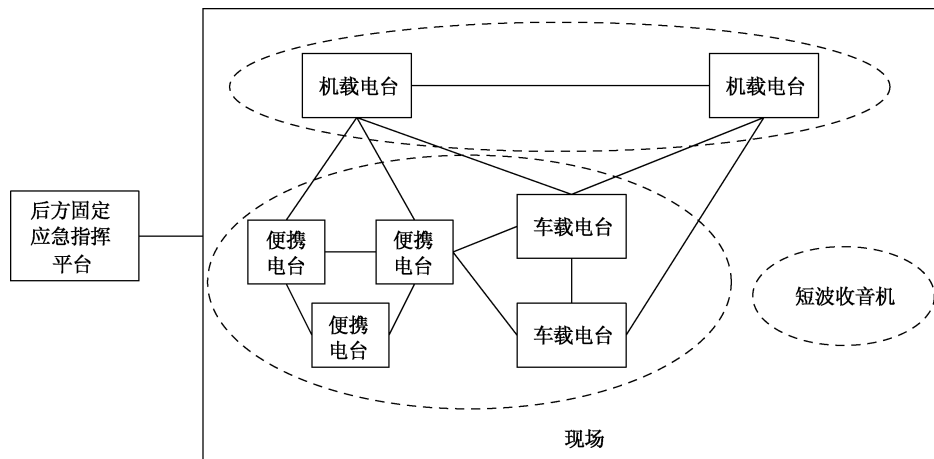 机载电台
机载电台
后方固定
应急指挥
平台
便携
电台
便携
电台
车载电台
便携
电台
车载电台
短波收音机
现场